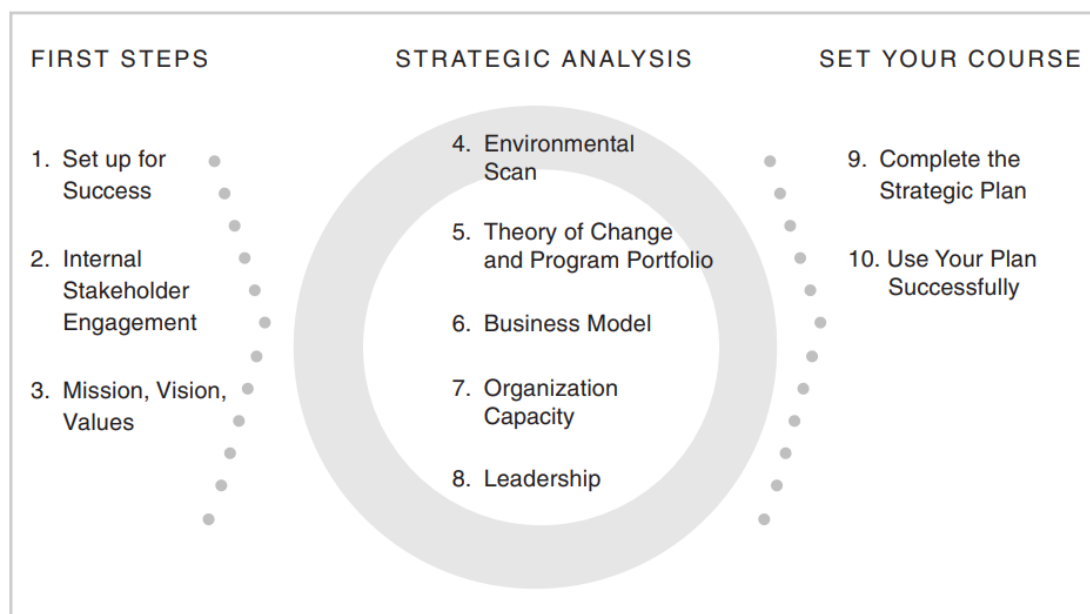 FIRST STEPS
STRATEGIC ANALYSIS
SET YOUR COURSE
1. Set up for
Success
2. Internal
Stakeholder
Engagement
3. Mission, Vision,
Values
4. Environmental
Scan
5. Theory of Change
and Program Portfolio
6. Business Model
7. Organization
Capacity
8. Leadership
9. Complete the
Strategic Plan
10. Use Your Plan
Successfully